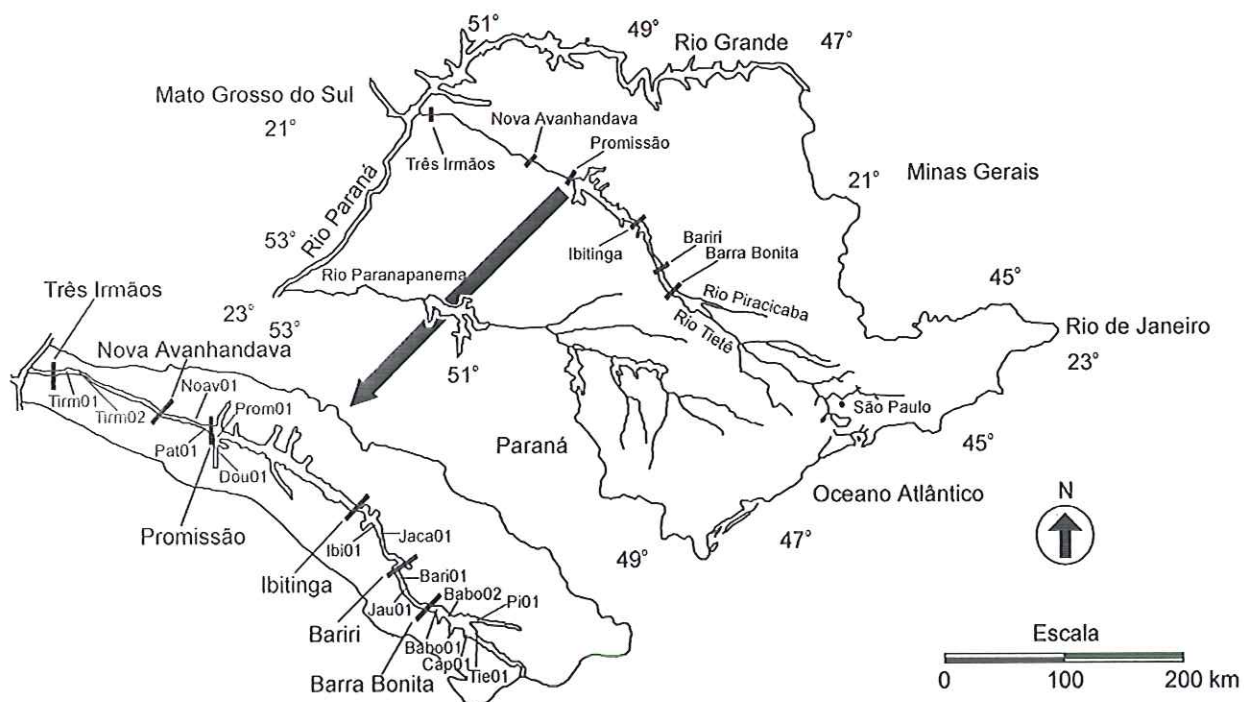 51°
49°
Rio Grande
47°
Mato Grosso do Sul
21°
Nova Avanhandava
Promissão
Três Irmãos
21°
Minas Gerais
Rio Paraná
53°
Ibitinga
Bariri
Barra Bonita
Rio Paranapanema
Rio Piracicaba
Rio Tietê
45°
Rio de Janeiro
23°
23°
53°
51°
São Paulo
45°
Paraná
Oceano Atlântico
47°
49°
N
Três Irmãos
Nova Avanhandava
Noav01
Tirm01
Tirm02
Prom01
Pat01
Dou01
Promissão
Ibi01
Jaca01
Ibitinga
Bari01
Jau01
Babo02
Pi01
Bariri
Babo01
Cap01
Tie01
Barra Bonita
Escala
0
100
200 km